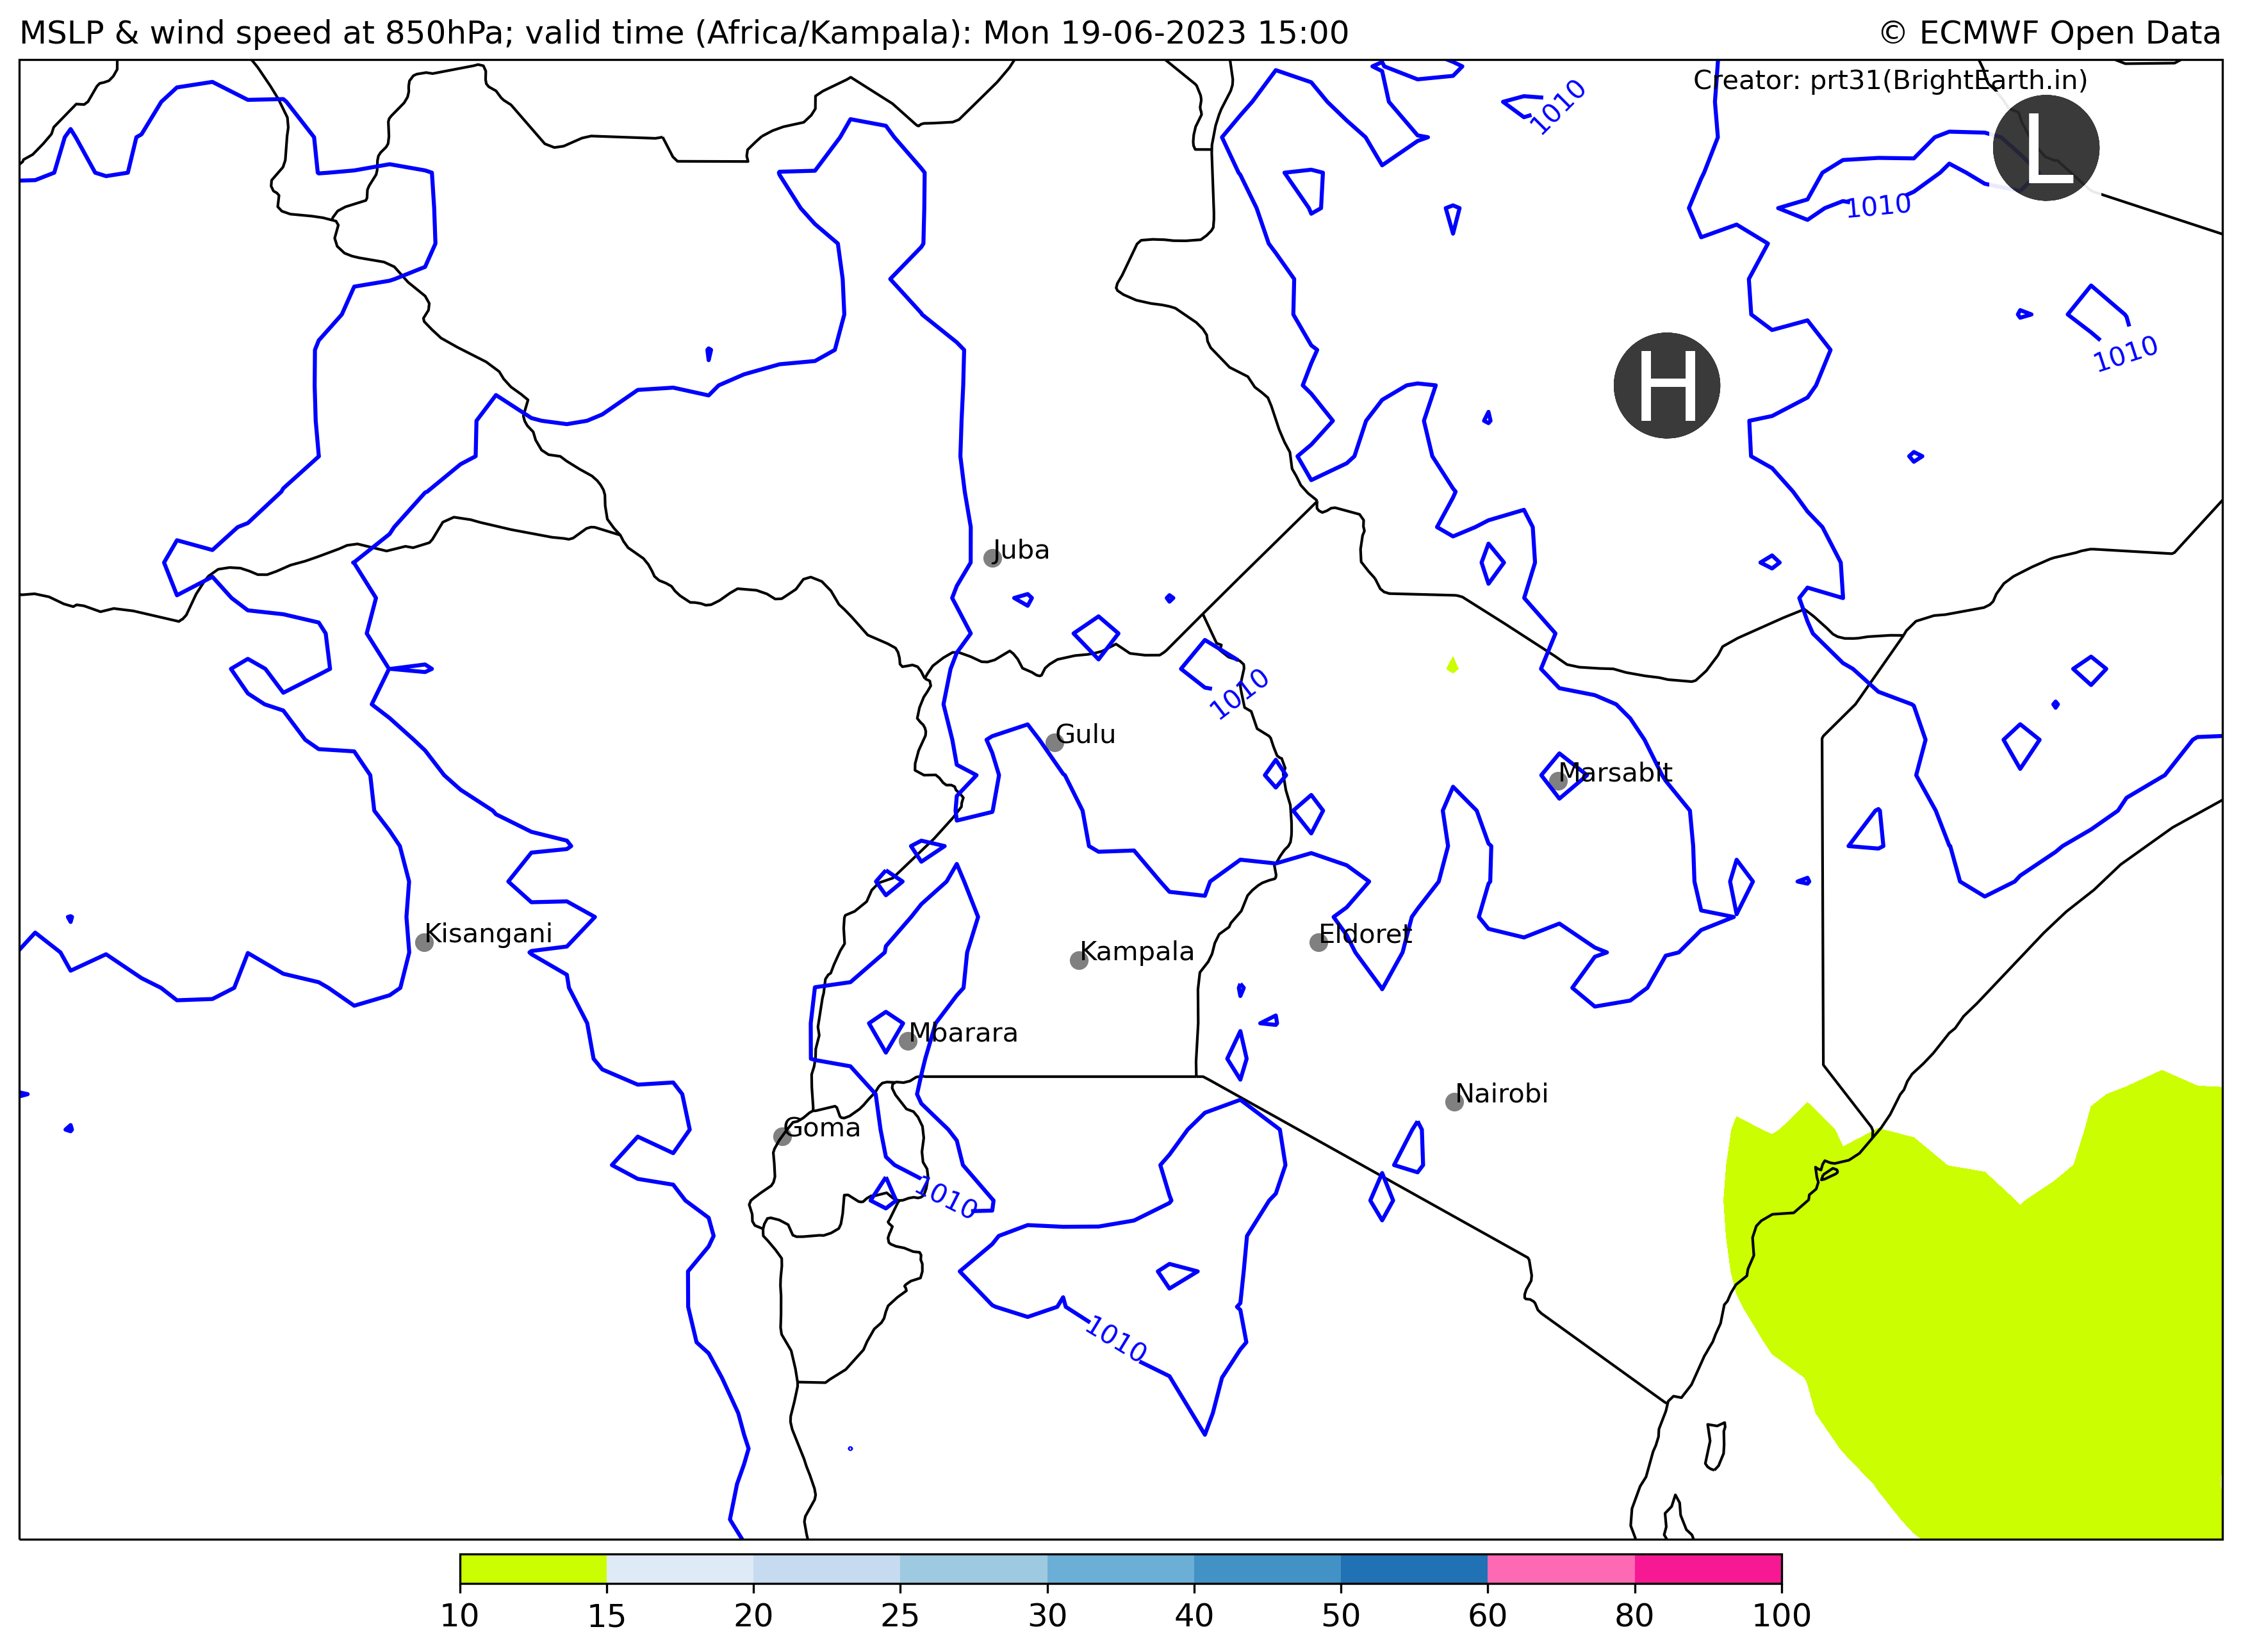 MSLP & wind speed at 850hPa; valid time (Africa/Kampala): Mon 19-06-2023 15:00
© ECMWF Open Data
Creator: prt31(BrightEarth.in)
1010
L
1010
1010
H
Juba
1010
Gulu
Marsabit
Kisangani
Eldoret
Kampala
Mbarara
Nairobi
Goma
1010
1010
10 15 20 25 30 40 50 60 80 100